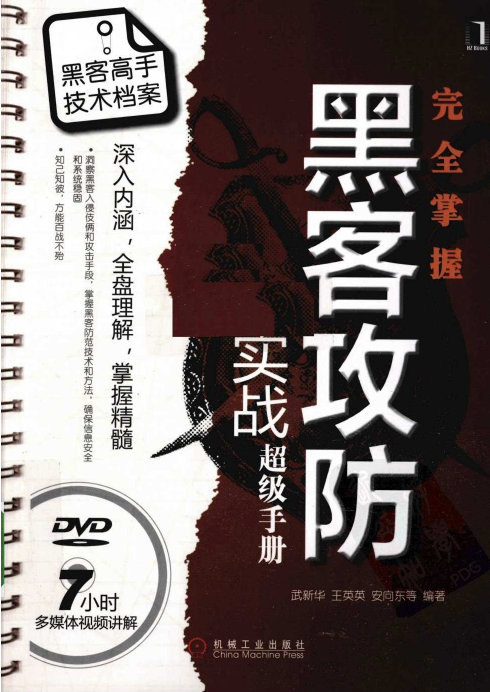 黑客高手
技术档案
HZ Books
完全掌握
黑客攻防
实战
超级手册
深入内涵，全盘理解，掌握精髓
•洞察黑客入侵伎俩和攻击手段，掌握黑客防范技术和方法，确保信息安全
和系统稳固
•知己知彼，方能百战不殆
DVD
7小时
多媒体视频讲解
武新华 王英英 安向东等 编著
机械工业出版社
China Machine Press
PDG